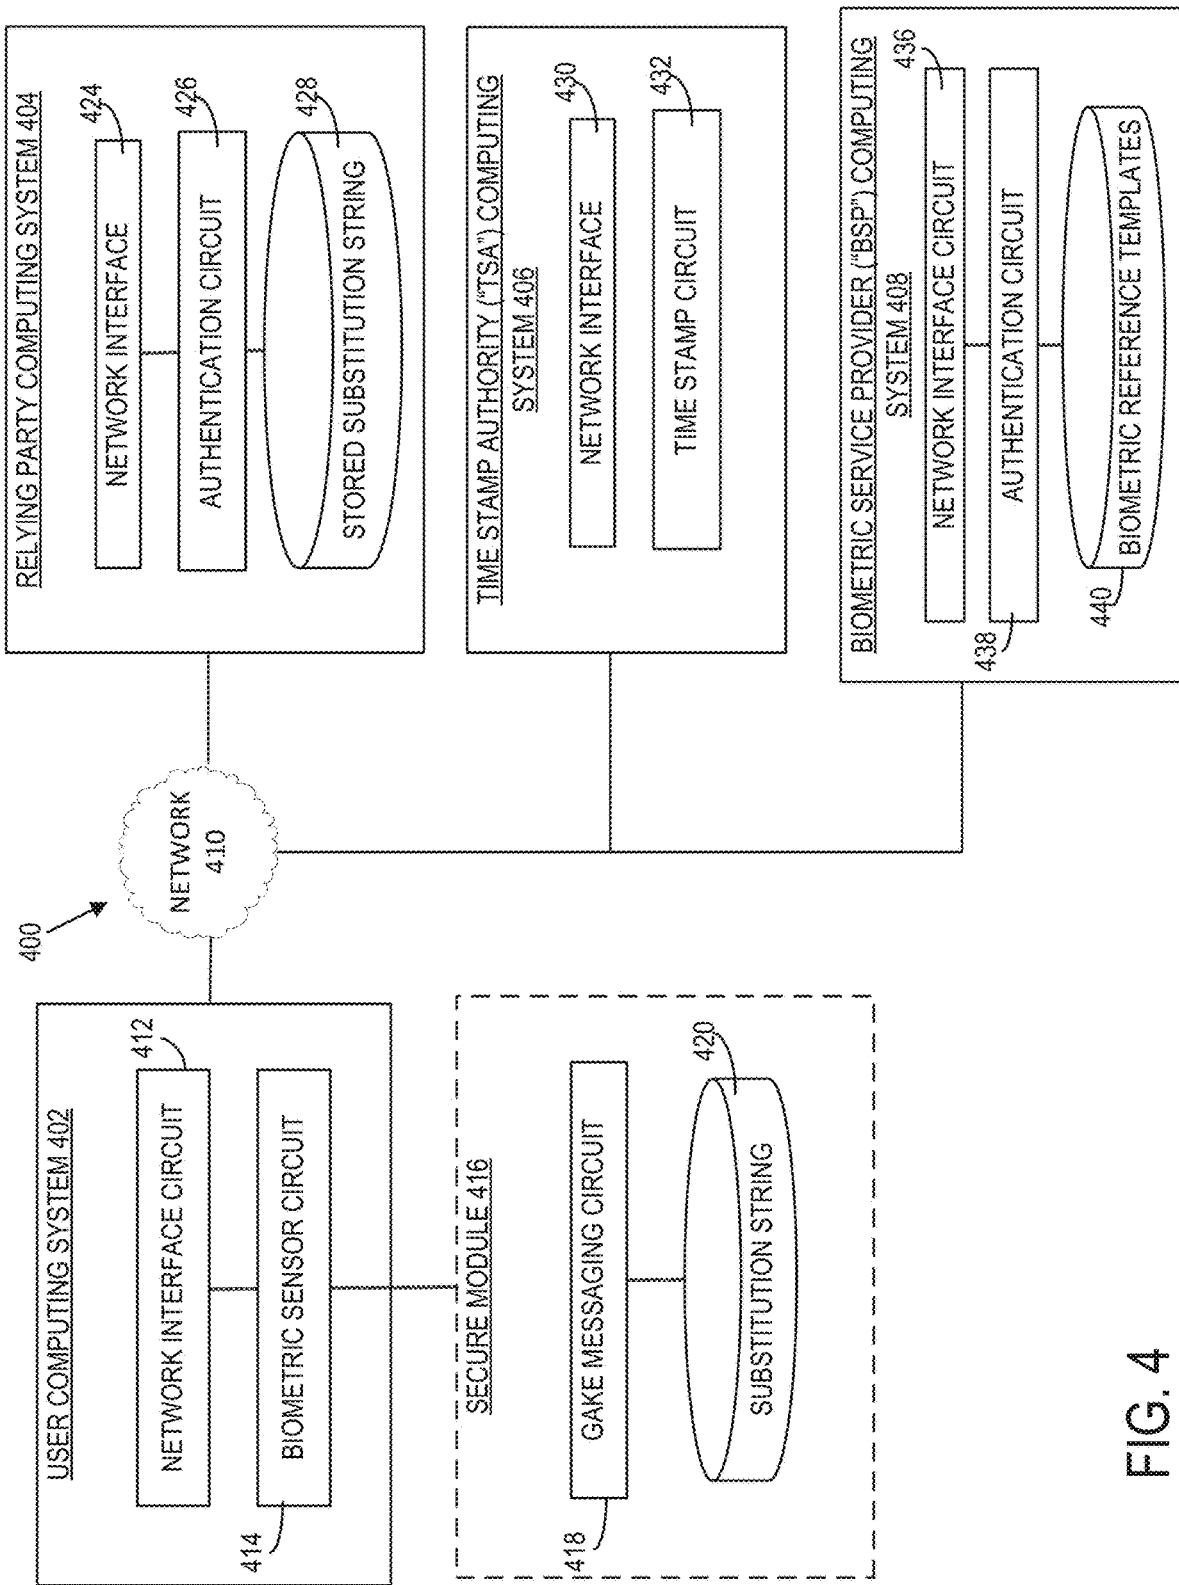 400
USER COMPUTING SYSTEM 402
412
NETWORK INTERFACE CIRCUIT
BIOMETRIC SENSOR CIRCUIT
414
SECURE MODULE 416
GAKE MESSAGING CIRCUIT
418
420
SUBSTITUTION STRING
NETWORK
410
RELYING PARTY COMPUTING SYSTEM 404
424
NETWORK INTERFACE
426
AUTHENTICATION CIRCUIT
428
STORED SUBSTITUTION STRING
TIME STAMP AUTHORITY ("TSA") COMPUTING
SYSTEM 406
430
NETWORK INTERFACE
432
TIME STAMP CIRCUIT
BIOMETRIC SERVICE PROVIDER ("BSP") COMPUTING
SYSTEM 408
436
NETWORK INTERFACE CIRCUIT
AUTHENTICATION CIRCUIT
438
BIOMETRIC REFERENCE TEMPLATES
440
FIG. 4